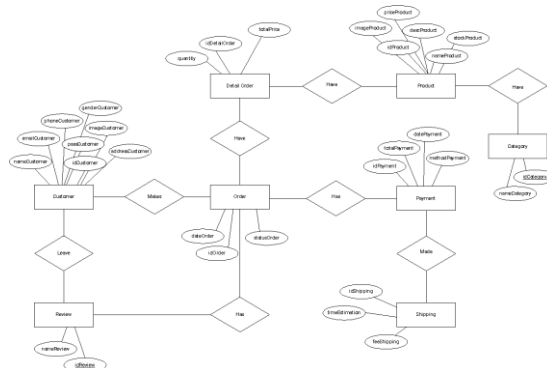 priceProduct
imageProduct
descProduct
stockProduct
idProduct
nameProduct
totalPrice
idDetailOrder
quantity
Detail Order
Have
Product
Have
Category
idCategory
nameCategory
genderCustomer
phoneCustomer
imageCustomer
emailCustomer
passCustomer
addressCustomer
nameCustomer
idCustomer
Have
datePayment
totalPayment
methodPayment
idPayment
Customer
Makes
Order
Has
Payment
dateOrder
statusOrder
idOrder
Leave
Made
idShipping
timeEstimation
Shipping
feeShipping
Review
Has
nameReview
idReview